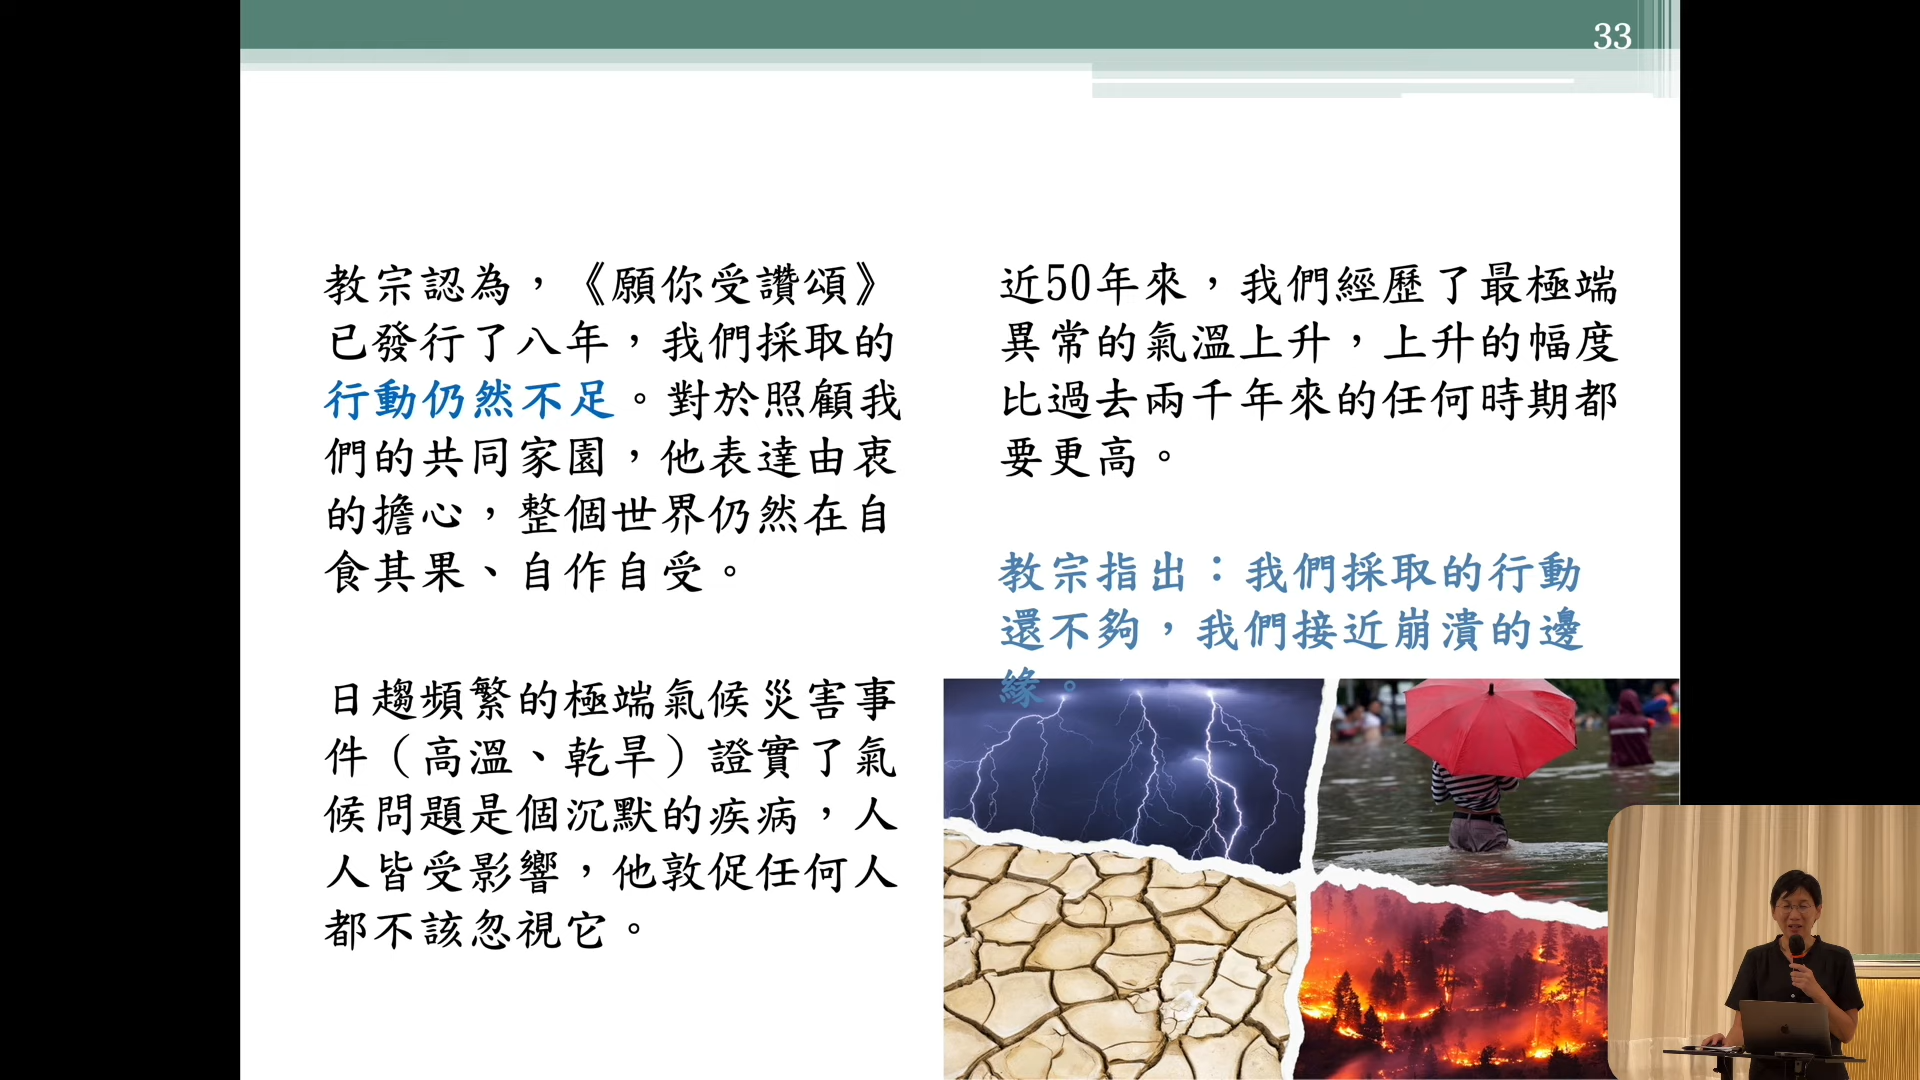 33
教宗認為，《願你受讚頌》
已發行了八年，我們採取的
行動仍然不足。對於照顧我
們的共同家園，他表達由衷
的擔心，整個世界仍然在自
食其果、自作自受。
日趨頻繁的極端氣候災害事
件（高溫、乾旱）證實了氣
候問題是個沉默的疾病，人
人皆受影響，他敦促任何人
都不該忽視它。
近50年來，我們經歷了最極端
異常的氣溫上升，上升的幅度
比過去兩千年來的任何時期都
要更高。
教宗指出：我們採取的行動
還不夠，我們接近崩潰的邊
緣。